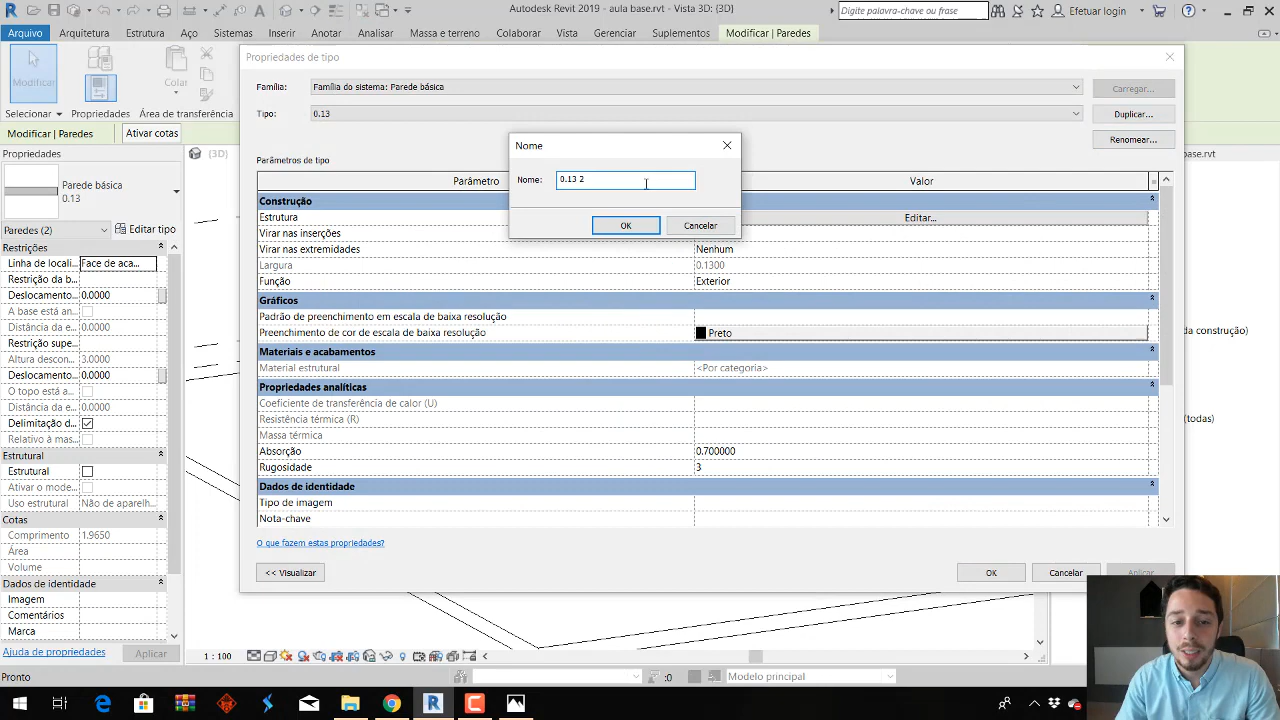 Autodesk Revit 2019 - aula base.rvt - Vista 3D: {3D}
Digite palavra-chave ou frase
Efetuar login
Arquivo Arquitetura Estrutura Aço Sistemas Inserir Anotar Analisar Massa e terreno Colaborar Vista Gerenciar Suplementos Modificar | Paredes
Modificar
Colar
Selecionar Propriedades Área de transferência
Modificar | Paredes Ativar cotas
Propriedades
Parede básica
0.13
Paredes (2) Editar tipo
Restrições
Linha de locali... Face de aca...
Restrição da b...
Deslocamento... 0.0000
A base está an...
Distância da e... 0.0000
Restrição supe...
Altura descon... 3.0000
Deslocamento... 0.0000
O topo está a...
Distância da e... 0.0000
Delimitação d...
Relativo à mas...
Estrutural
Estrutural
Ativar o mode...
Uso estrutural Não de aparelh...
Cotas
Comprimento 1.9650
Área
Volume
Dados de identidade
Imagem
Comentários
Marca
Ajuda de propriedades Aplicar
{3D}
Propriedades de tipo
Família: Família do sistema: Parede básica Carregar...
Tipo: 0.13 Duplicar...
Renomear...
Parâmetros de tipo
Parâmetro Valor
Construção
Estrutura Editar...
Virar nas inserções
Virar nas extremidades Nenhum
Largura 0.1300
Função Exterior
Gráficos
Padrão de preenchimento em escala de baixa resolução
Preenchimento de cor de escala de baixa resolução Preto
Materiais e acabamentos
Material estrutural <Por categoria>
Propriedades analíticas
Coeficiente de transferência de calor (U)
Resistência térmica (R)
Massa térmica
Absorção 0.700000
Rugosidade 3
Dados de identidade
Tipo de imagem
Nota-chave
O que fazem estas propriedades?
<< Visualizar OK Cancelar Aplicar
Nome
Nome: 0.13 2
OK Cancelar
base.rvt
da construção)
(todas)
1 : 100
Pronto
:0
Modelo principal